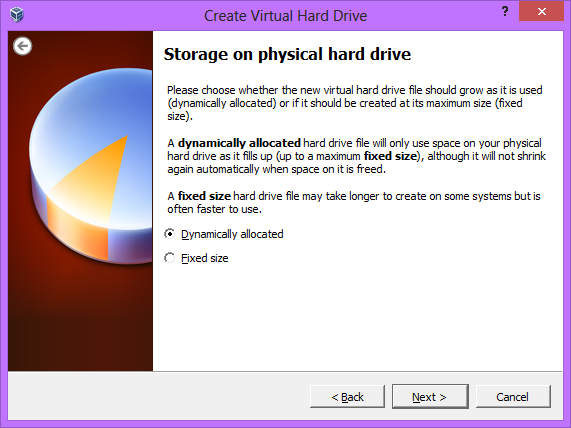 Create Virtual Hard Drive
?
Storage on physical hard drive
Please choose whether the new virtual hard drive file should grow as it is used
(dynamically allocated) or if it should be created at its maximum size (fixed
size).
A dynamically allocated hard drive file will only use space on your physical
hard drive as it fills up (up to a maximum fixed size), although it will not shrink
again automatically when space on it is freed.
A fixed size hard drive file may take longer to create on some systems but is
often faster to use.
Dynamically allocated
Fixed size
< Back
Next >
Cancel